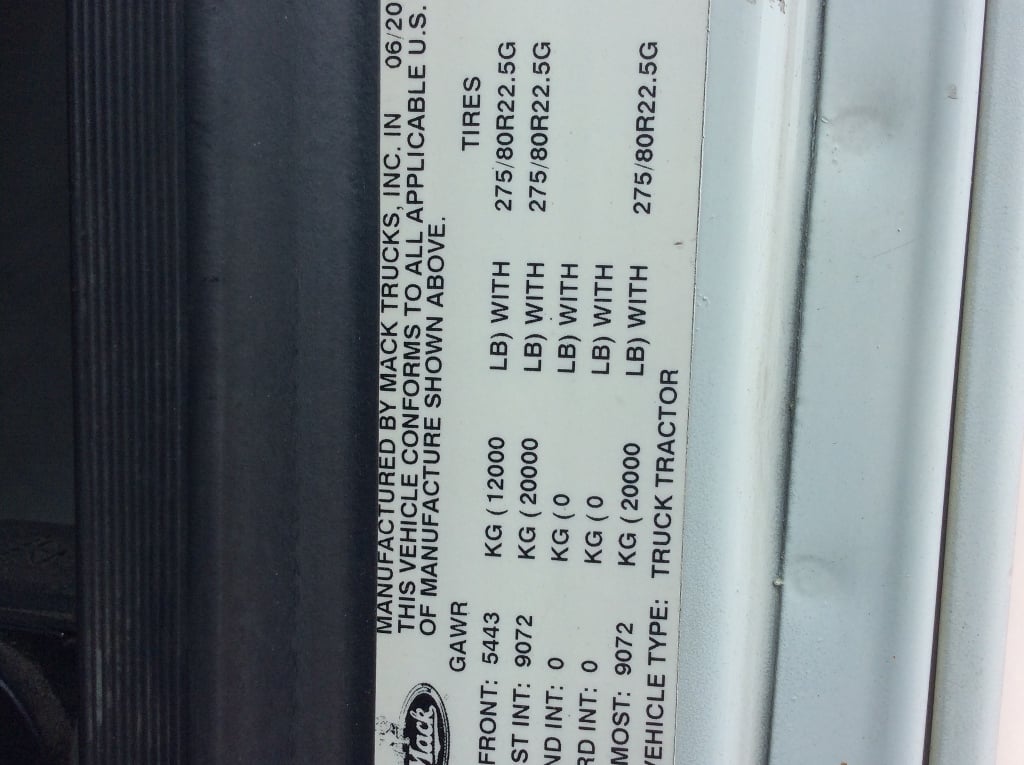 MANUFACTURED BY MACK TRUCKS, INC. IN 06/20
THIS VEHICLE CONFORMS TO ALL APPLICABLE U.S.
OF MANUFACTURE SHOWN ABOVE.
Mack
GAWR TIRES
FRONT: 5443 KG (12000 LB) WITH 275/80R22.5G
ST INT: 9072 KG (20000 LB) WITH 275/80R22.5G
ND INT: 0 KG (0 LB) WITH
RD INT: 0 KG (0 LB) WITH
MOST: 9072 KG (20000 LB) WITH 275/80R22.5G
VEHICLE TYPE: TRUCK TRACTOR